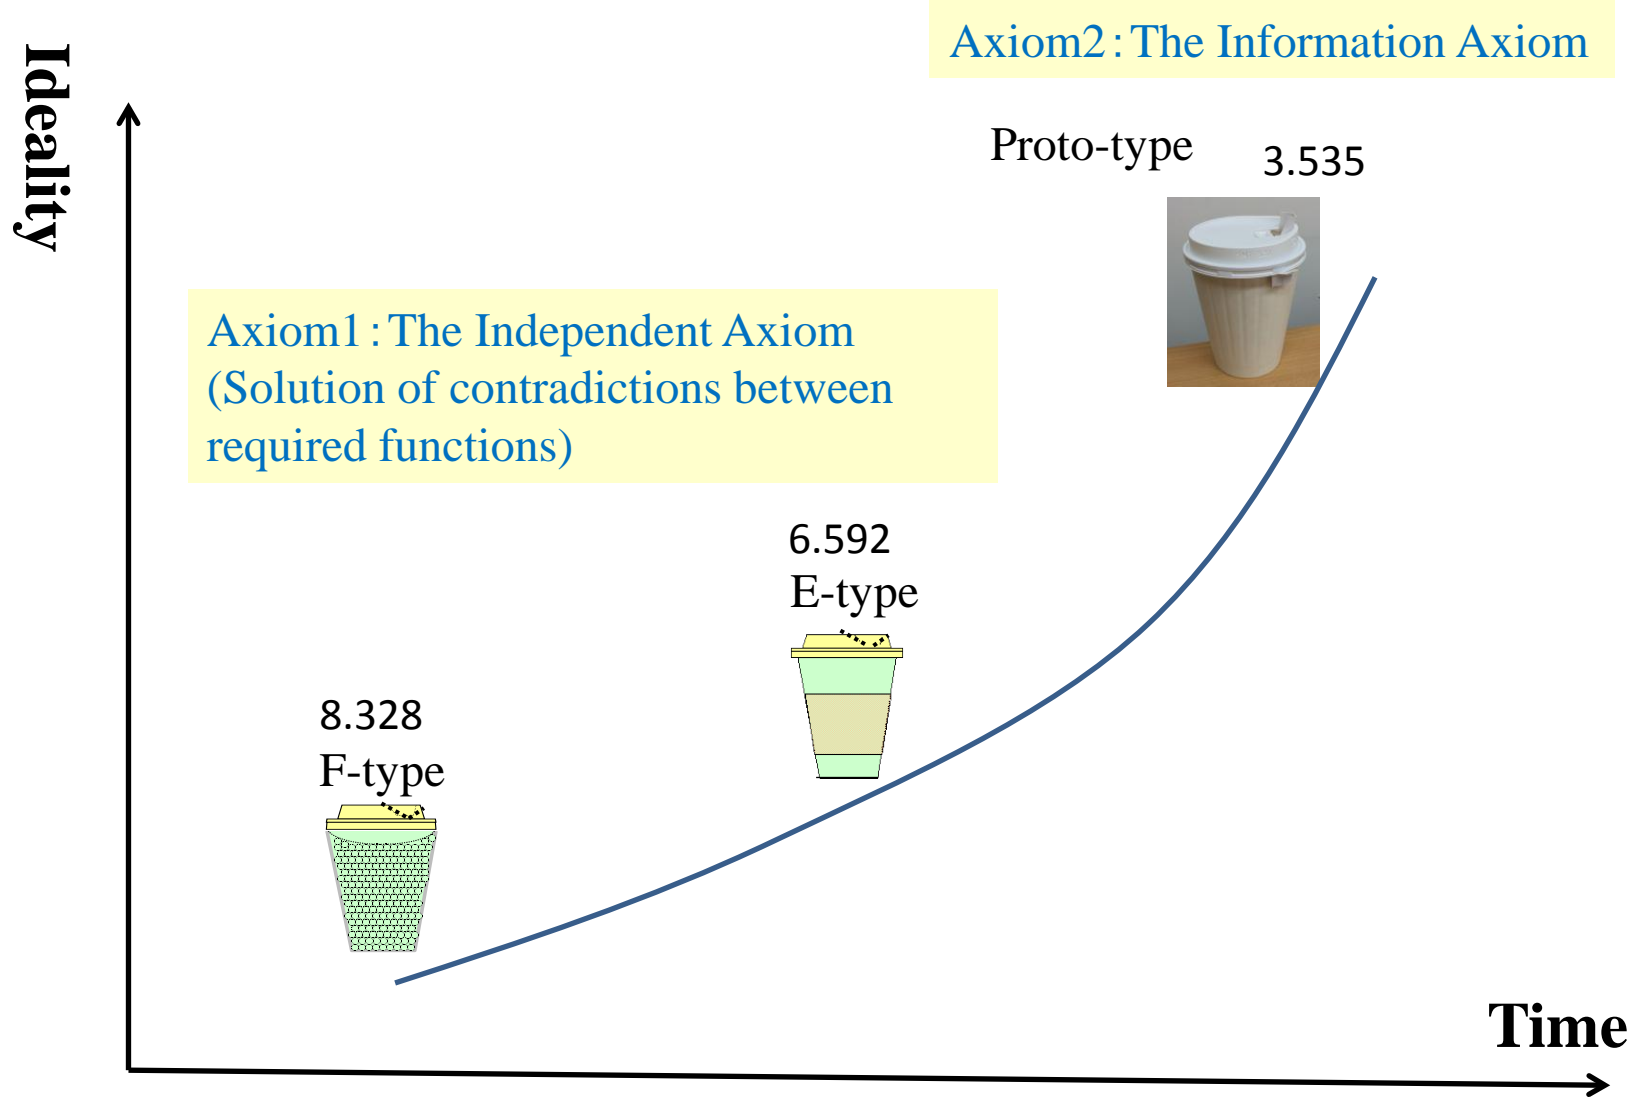 Axiom2:The Information Axiom
Ideality
Proto-type
3.535
Axiom1:The Independent Axiom
(Solution of contradictions between
required functions)
6.592
E-type
8.328
F-type
Time